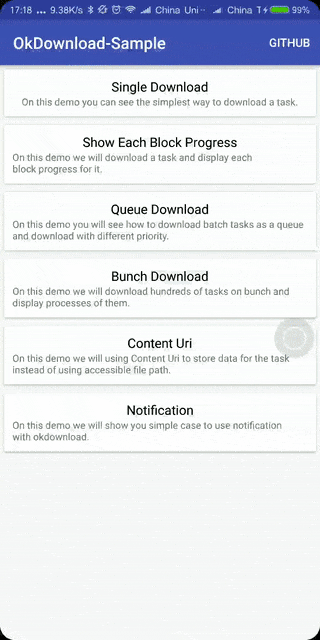 17:18 ... 9.38K/s China Uni·· China T 99%
OkDownload-Sample GITHUB
Single Download
On this demo you can see the simplest way to download a task.
Show Each Block Progress
On this demo we will download a task and display each
block progress for it.
Queue Download
On this demo you will see how to download batch tasks as a queue
and download with different priority.
Bunch Download
On this demo we will download hundreds of tasks on bunch and
display processes of them.
Content Uri
On this demo we will using Content Uri to store data for the task
instead of using accessible file path.
Notification
On this demo we will show you simple case to use notification
with okdownload.